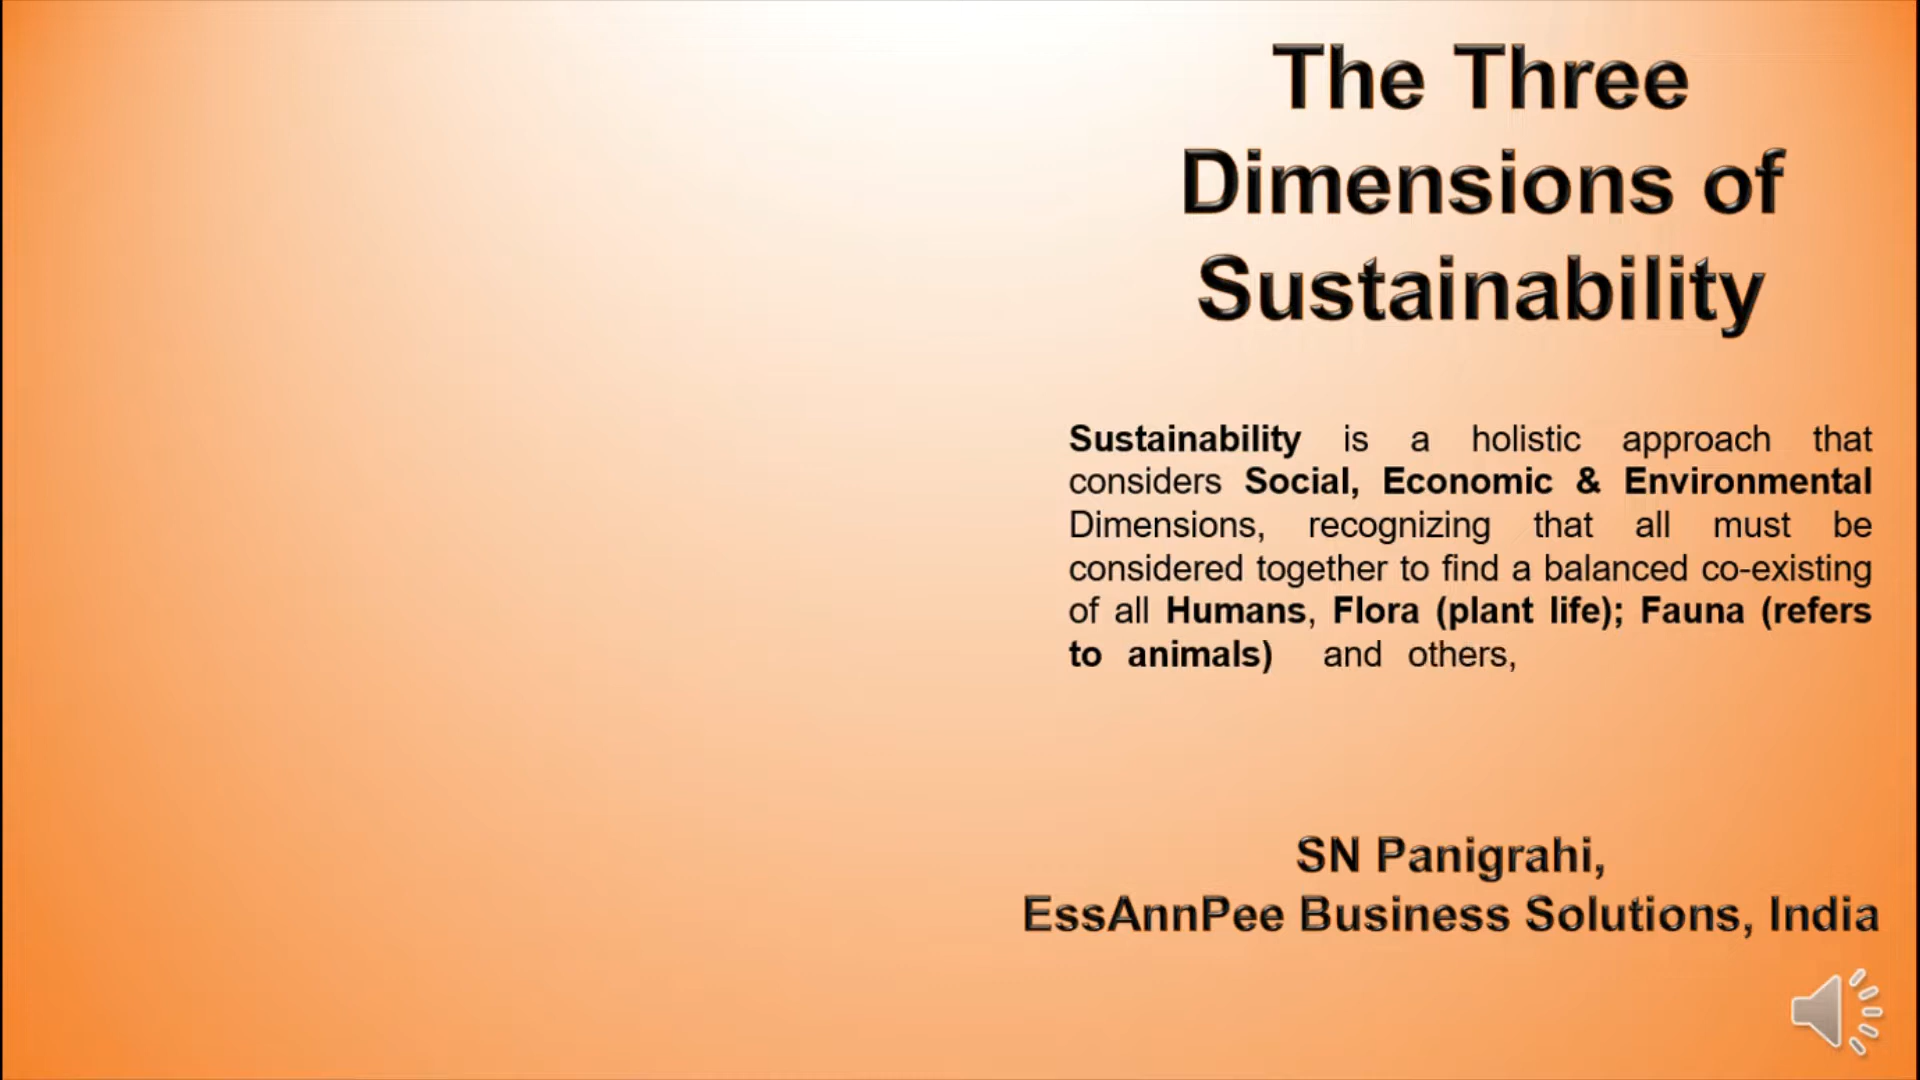 The Three
Dimensions of
Sustainability
Sustainability is a holistic approach that
considers Social, Economic & Environmental
Dimensions, recognizing that all must be
considered together to find a balanced co-existing
of all Humans, Flora (plant life); Fauna (refers
to animals) and others,
SN Panigrahi,
EssAnnPee Business Solutions, India